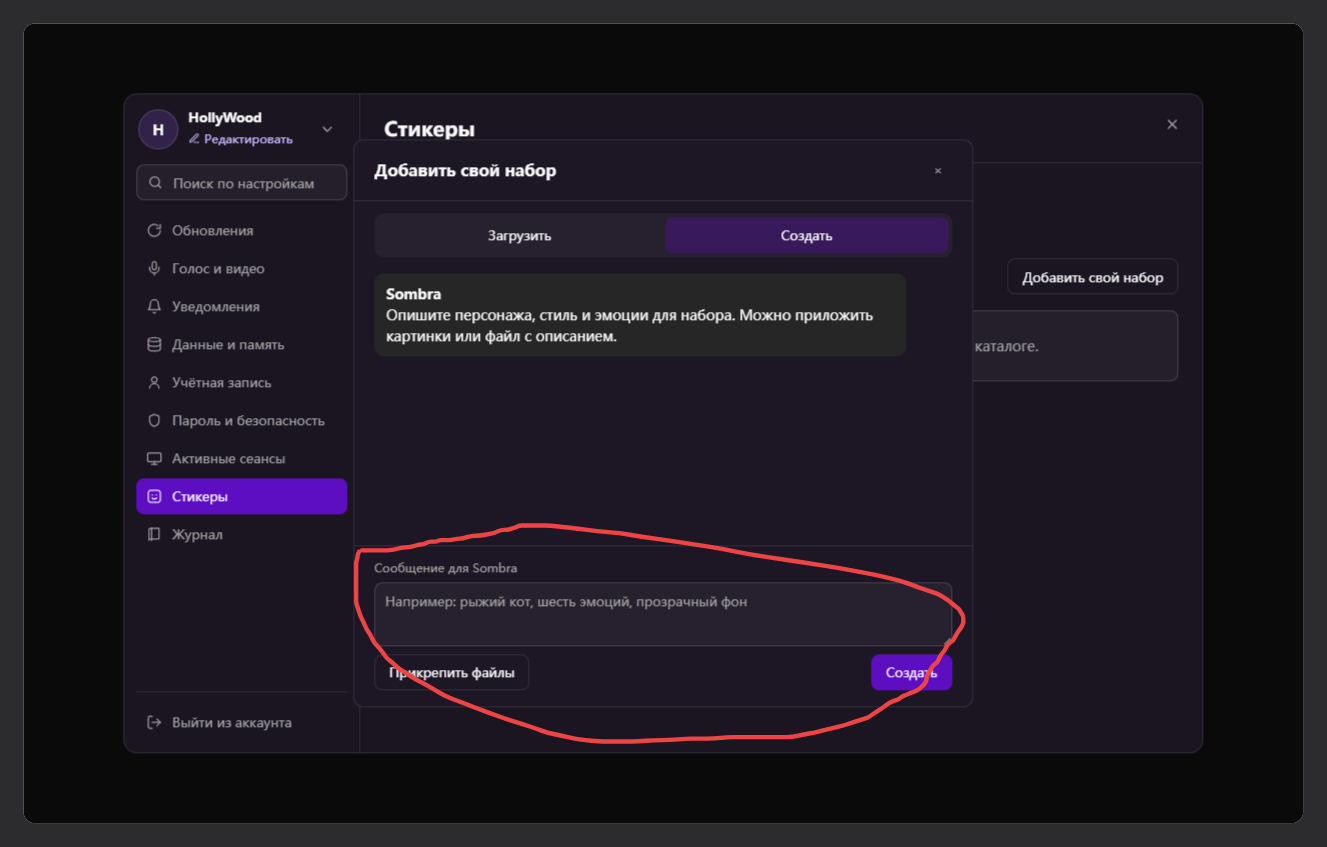 H
HollyWood
Редактировать
Поиск по настройкам
Обновления
Голос и видео
Уведомления
Данные и память
Учётная запись
Пароль и безопасность
Активные сеансы
Стикеры
Журнал
Выйти из аккаунта
Стикеры
Добавить свой набор
каталоге.
Добавить свой набор
Загрузить
Создать
Sombra
Опишите персонажа, стиль и эмоции для набора. Можно приложить
картинки или файл с описанием.
Сообщение для Sombra
Например: рыжий кот, шесть эмоций, прозрачный фон
Прикрепить файлы
Создать